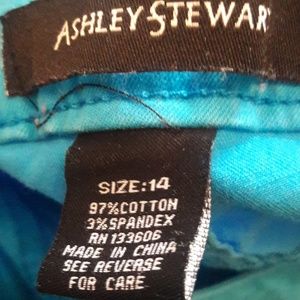 ASHLEY STEWAR
SIZE:14
97%COTTON
3%SPANDEX
RN 133606
MADE IN CHINA
SEE REVERSE
FOR CARE